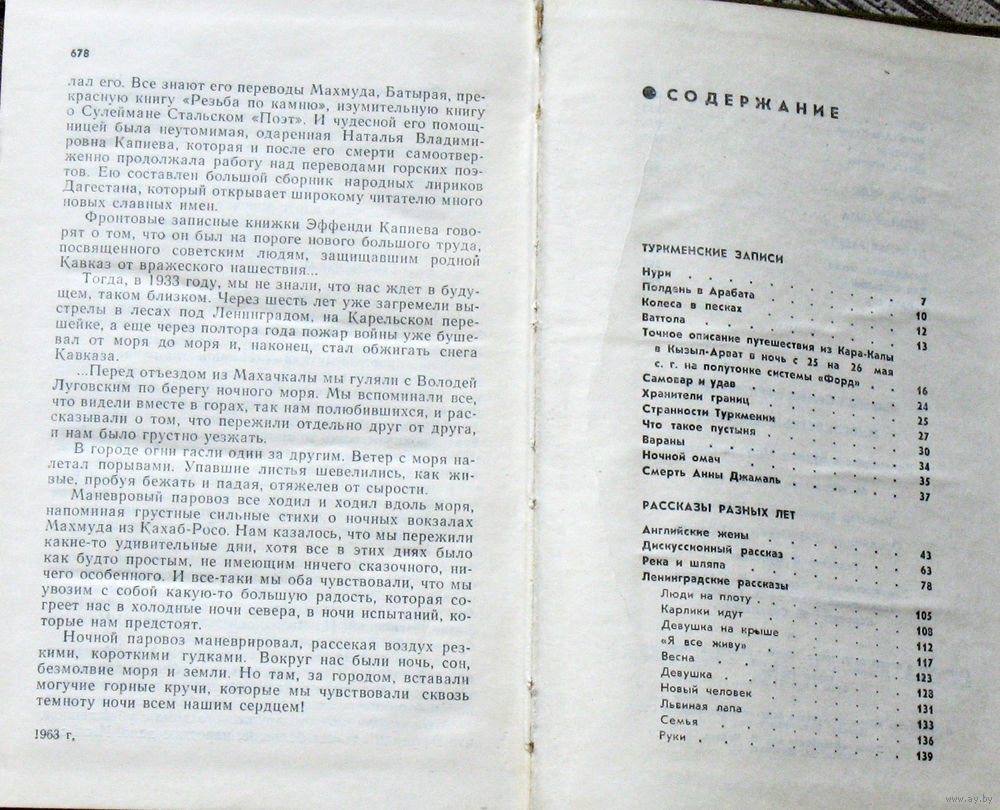 678
лал его. Все знают его переводы Махмуда, Батырая, пре-
красную книгу «Резьба по камню», изумительную книгу
о Сулеймане Стальском «Поэт». И чудесной его помощ-
ницей была неутомимая, одаренная Наталья Владими-
ровна Капиева, которая и после его смерти самоотвер-
женно продолжала работу над переводами горских поэ-
тов. Ею составлен большой сборник народных лириков
Дагестана, который открывает широкому читателю много
новых славных имен.
Фронтовые записные книжки Эффенди Капиева гово-
рят о том, что он был на пороге нового большого труда,
посвященного советским людям, защищавшим родной
Кавказ от вражеского нашествия...
Тогда, в 1933 году, мы не знали, что нас ждет в буду-
щем, таком близком. Через шесть лет уже загремели вы-
стрелы в лесах под Ленинградом, на Карельском пере-
шейке, а еще через полтора года пожар войны уже буше-
вал от моря до моря и, наконец, стал обжигать снега
Кавказа.
...Перед отъездом из Махачкалы мы гуляли с Володей
Луговским по берегу ночного моря. Мы вспоминали все,
что видели вместе в горах, так нам полюбившихся, и рас-
сказывали о том, что пережили отдельно друг от друга,
и нам было грустно уезжать.
В городе огни гасли один за другим. Ветер с моря на-
летал порывами. Упавшие листья шевелились, как жи-
вые, пробуя бежать и падая, отяжелев от сырости.
Маневровый паровоз все ходил и ходил вдоль моря,
напоминая грустные сильные стихи о ночных вокзалах
Махмуда из Кахаб-Росо. Нам казалось, что мы пережили
какие-то удивительные дни, хотя все в этих днях было
как будто простым, не имеющим ничего сказочного, ни-
чего особенного. И все-таки мы оба чувствовали, что мы
увозим с собой какую-то большую радость, которая со-
греет нас в холодные ночи севера, в ночи испытаний, ко-
торые нам предстоят.
Ночной паровоз маневрировал, рассекая воздух рез-
кими, короткими гудками. Вокруг нас были ночь, сон,
безмолвие моря и земли. Но там, за городом, вставали
могучие горные кручи, которые мы чувствовали сквозь
темноту ночи всем нашим сердцем!
1963 г.
СОДЕРЖАНИЕ
ТУРКМЕНСКИЕ ЗАПИСИ
Нури . . . . . . . . 7
Полдень в Арабата . . . . . . 10
Колеса в песках . . . . . . . 12
Ваттола . . . . . . . . 13
Точное описание путешествия из Кара-Калы
в Кызыл-Арват в ночь с 25 на 26 мая
с. г. на полутонке системы «Форд» . . 16
Самовар и удав . . . . . . . 24
Хранители границ . . . . . . 25
Странности Туркмении . . . . . 27
Что такое пустыня . . . . . . 30
Вараны . . . . . . . . 34
Ночной омач . . . . . . . 35
Смерть Анны Джамаль . . . . . 37
РАССКАЗЫ РАЗНЫХ ЛЕТ
Английские жены . . . . . . 43
Дискуссионный рассказ . . . . . 63
Река и шляпа . . . . . . . 78
Ленинградские рассказы
Люди на плоту . . . . . . . 105
Карлики идут . . . . . . . 108
Девушка на крыше . . . . . . 112
«Я все живу» . . . . . . . 117
Весна . . . . . . . . 123
Девушка . . . . . . . . 128
Новый человек . . . . . . . 131
Львиная лапа . . . . . . . 133
Семья . . . . . . . . 136
Руки . . . . . . . . 139
www.ay.by